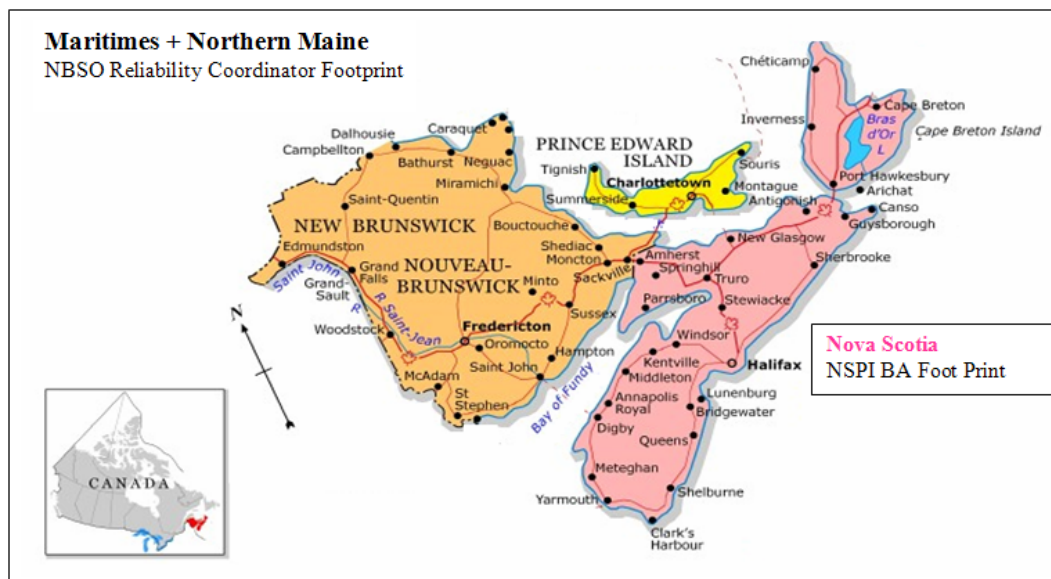 Maritimes + Northern Maine
NBSO Reliability Coordinator Footprint
Chéticamp
Cape Breton
Inverness
Bras
d'Or
L
Cape Breton Island
Port Hawkesbury
Arichat
Canso
Guysborough
Antigonish
PRINCE EDWARD
ISLAND
Tignish
Souris
Charlottetown
Montague
Summerside
Caraquet
Dalhousie
Campbellton
Bathurst
Neguac
Miramichi
Saint-Quentin
NEW BRUNSWICK
Bouctouche
Edmundston
Shediac
Moncton
Sackville
Saint John
R
Grand
Falls
Grand-
Sault
NOUVEAU-
BRUNSWICK
Minto
R Saint-Jean
Sussex
Woodstock
Fredericton
Oromocto
Hampton
Saint John
McAdam
St
Stephen
Bay of Fundy
Amherst
Springhill
New Glasgow
Sherbrooke
Truro
Parrsboro
Stewiacke
Windsor
Kentville
Halifax
Middleton
Lunenburg
Annapolis
Royal
Bridgewater
Digby
Queens
Meteghan
Yarmouth
Shelburne
Clark's
Harbour
N
Nova Scotia
NSPI BA Foot Print
CANADA